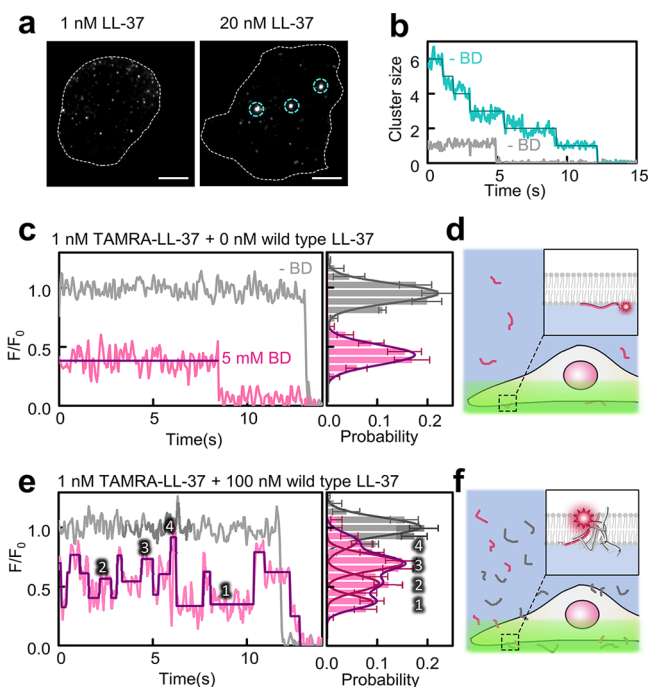 a
1 nM LL-37
20 nM LL-37
b
Cluster size
6
4
2
0
- BD
- BD
0
5
10
15
Time (s)
c
1 nM TAMRA-LL-37 + 0 nM wild type LL-37
F/F0
1.0
0.5
0.0
- BD
5 mM BD
0
5
10
Time(s)
0.0
0.1
0.2
Probability
d
e
1 nM TAMRA-LL-37 + 100 nM wild type LL-37
F/F0
1.0
0.5
0.0
2
3
4
1
0
5
10
Time (s)
4
3
2
1
0.0
0.1
0.2
Probability
f